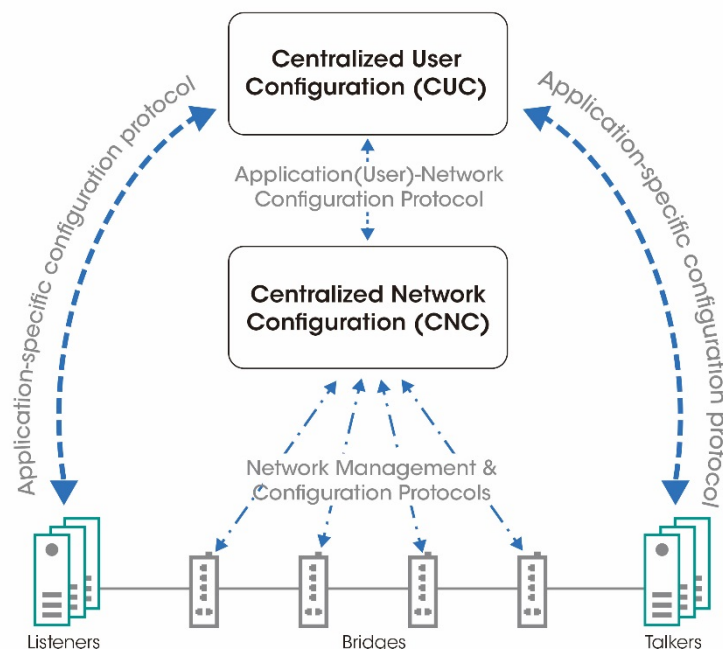 Centralized User
Configuration (CUC)
Application-specific configuration protocol
Application-specific configuration protocol
Application(User)-Network
Configuration Protocol
Centralized Network
Configuration (CNC)
Network Management &
Configuration Protocols
Listeners
Bridges
Talkers